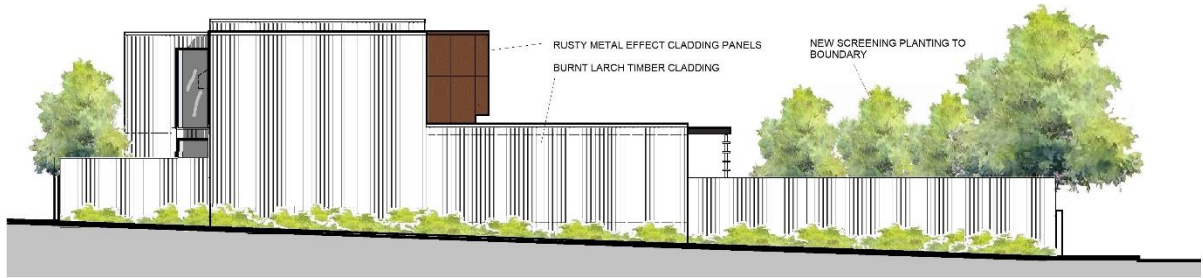 RUSTY METAL EFFECT CLADDING PANELS
BURNT LARCH TIMBER CLADDING
NEW SCREENING PLANTING TO
BOUNDARY